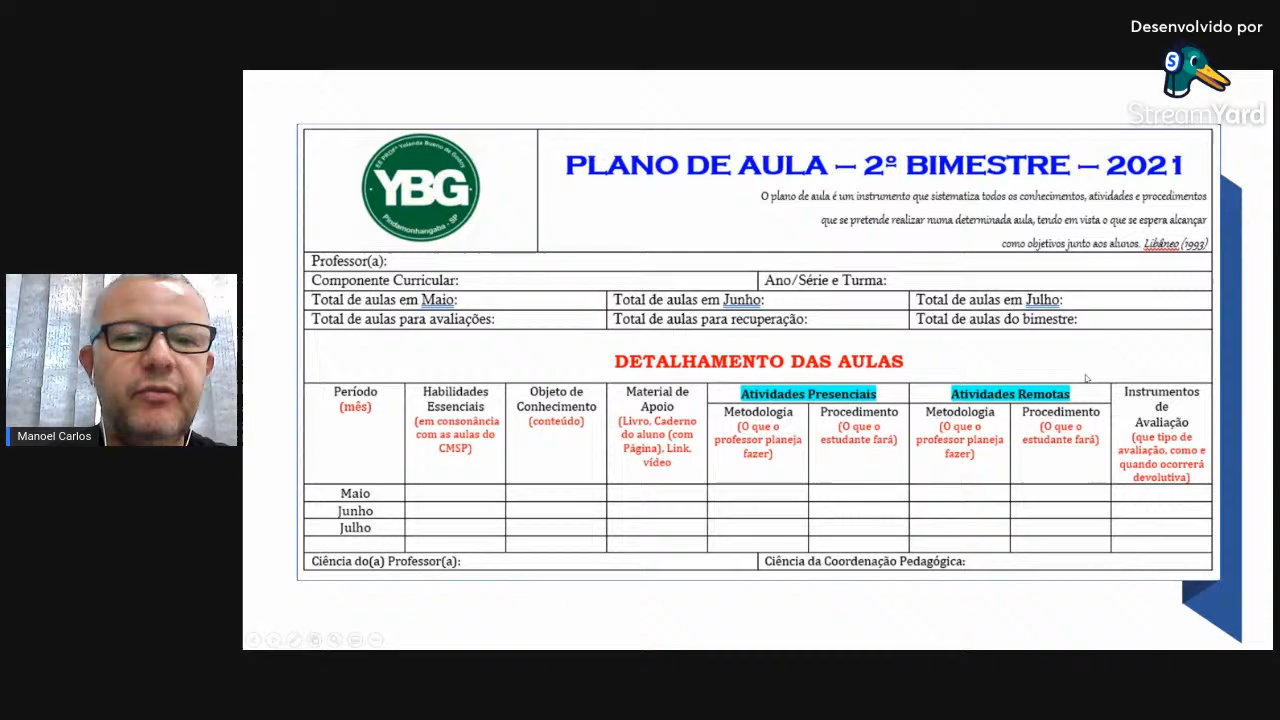 Desenvolvido por
S
StreamYard
EE PROFª Yolanda Bueno de Godoy
YBG
Pindamonhangaba - SP
PLANO DE AULA – 2º BIMESTRE – 2021
O plano de aula é um instrumento que sistematiza todos os conhecimentos, atividades e procedimentos
que se pretende realizar numa determinada aula, tendo em vista o que se espera alcançar
como objetivos junto aos alunos. Libâneo (1993)
Professor(a):
Componente Curricular:
Ano/Série e Turma:
Total de aulas em Maio:
Total de aulas em Junho:
Total de aulas em Julho:
Total de aulas para avaliações:
Total de aulas para recuperação:
Total de aulas do bimestre:
DETALHAMENTO DAS AULAS
Período
(mês)
Habilidades
Essenciais
(em consonância
com as aulas do
CMSP)
Objeto de
Conhecimento
(conteúdo)
Material de
Apoio
(Livro, Caderno
do aluno (com
Página), Link,
vídeo
Atividades Presenciais
Metodologia
(O que o
professor planeja
fazer)
Procedimento
(O que o
estudante fará)
Atividades Remotas
Metodologia
(O que o
professor planeja
fazer)
Procedimento
(O que o
estudante fará)
Instrumentos
de
Avaliação
(que tipo de
avaliação, como e
quando ocorrerá
devolutiva)
Maio
Junho
Julho
Ciência do(a) Professor(a):
Ciência da Coordenação Pedagógica:
Manoel Carlos